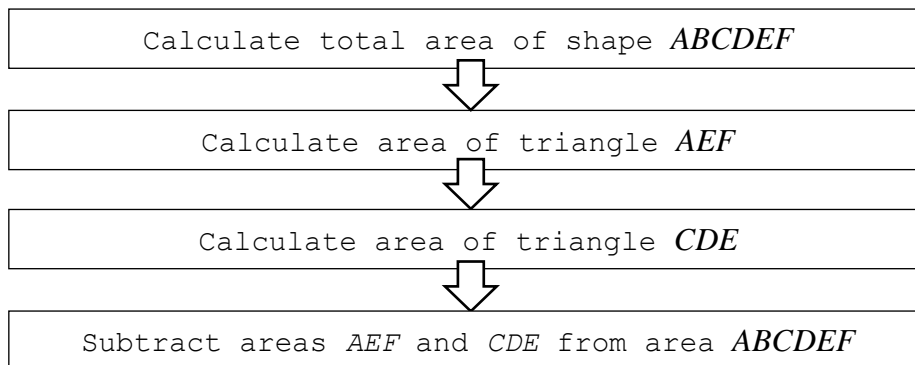 Calculate total area of shape ABCDEF
Calculate area of triangle AEF
Calculate area of triangle CDE
Subtract areas AEF and CDE from area ABCDEF